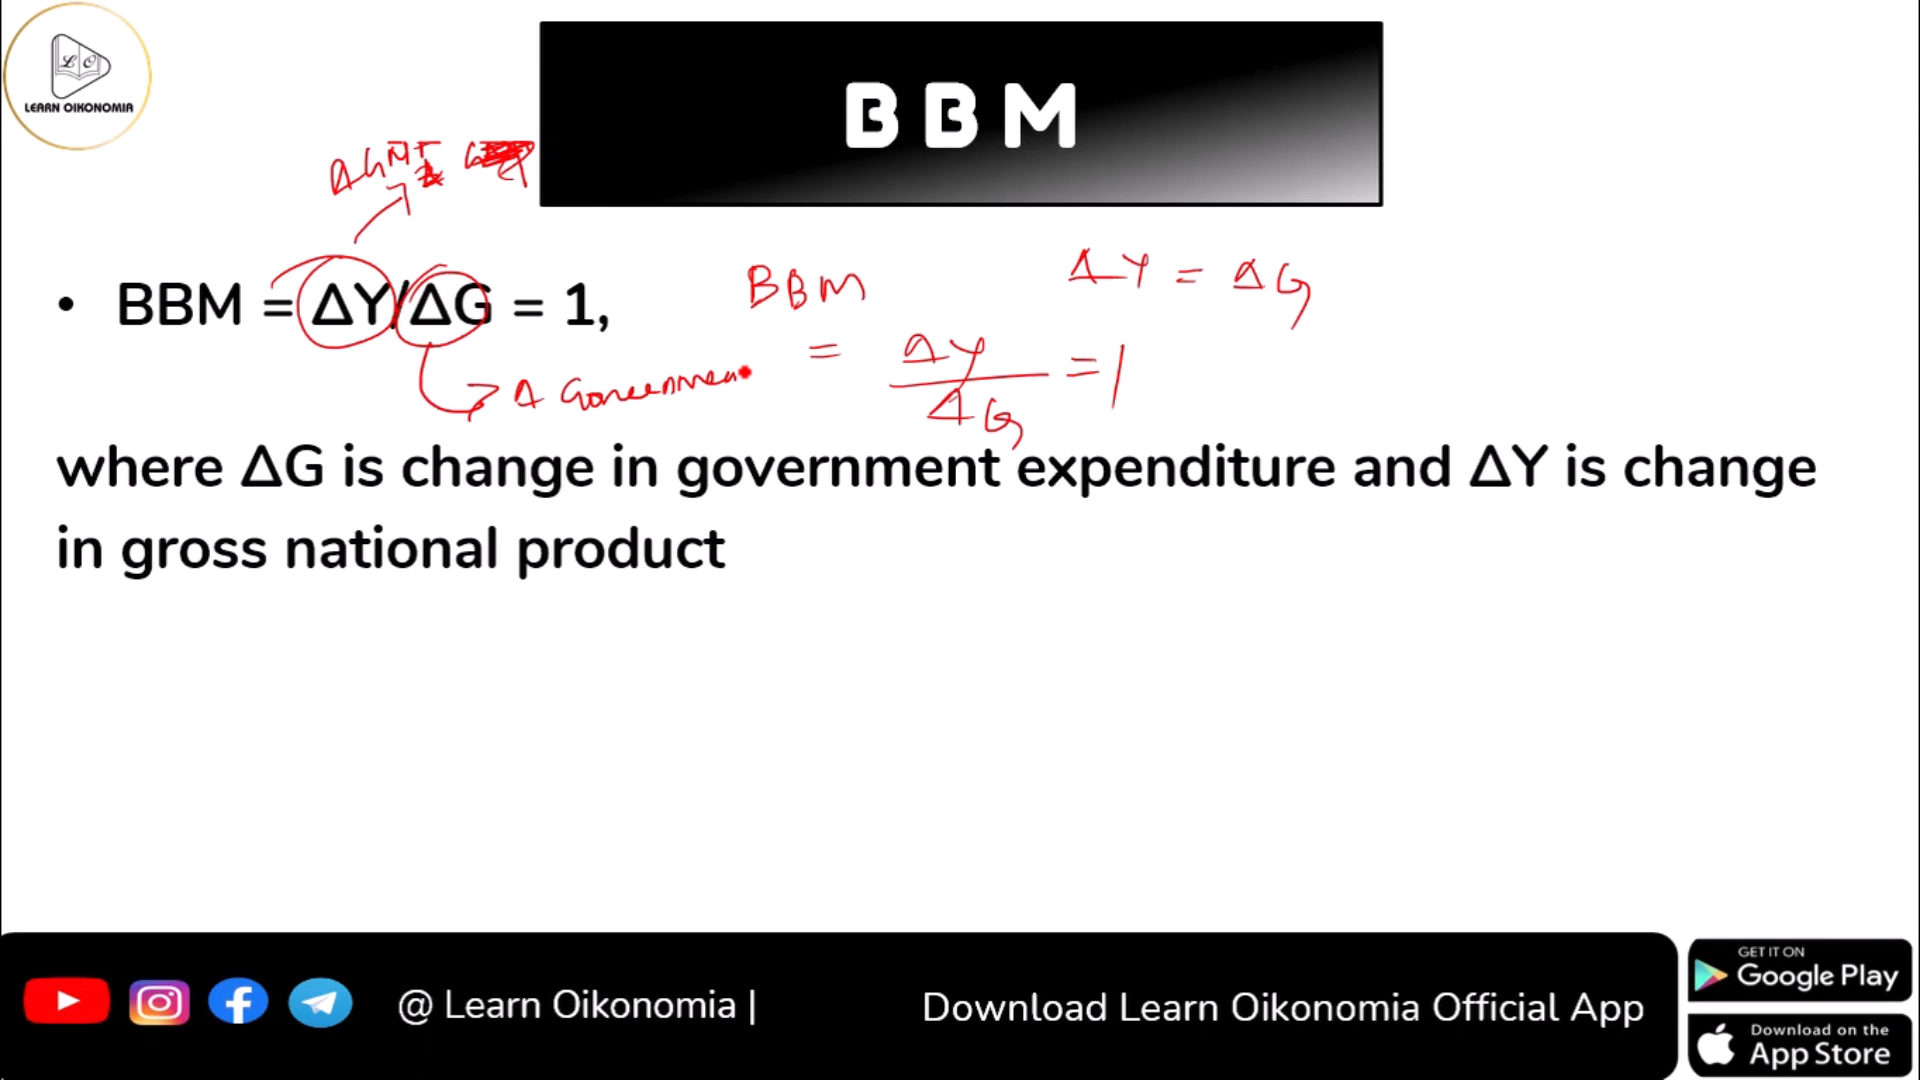 LO
LEARN OIKONOMIA
BBM
• BBM = ΔY/ΔG = 1,
BBM
ΔY = ΔG
= ΔY/ΔG = 1
Δ
where ΔG is change in government expenditure and ΔY is change
in gross national product
@ Learn Oikonomia |
Download Learn Oikonomia Official App
GET IT ON
Google Play
Download on the
App Store